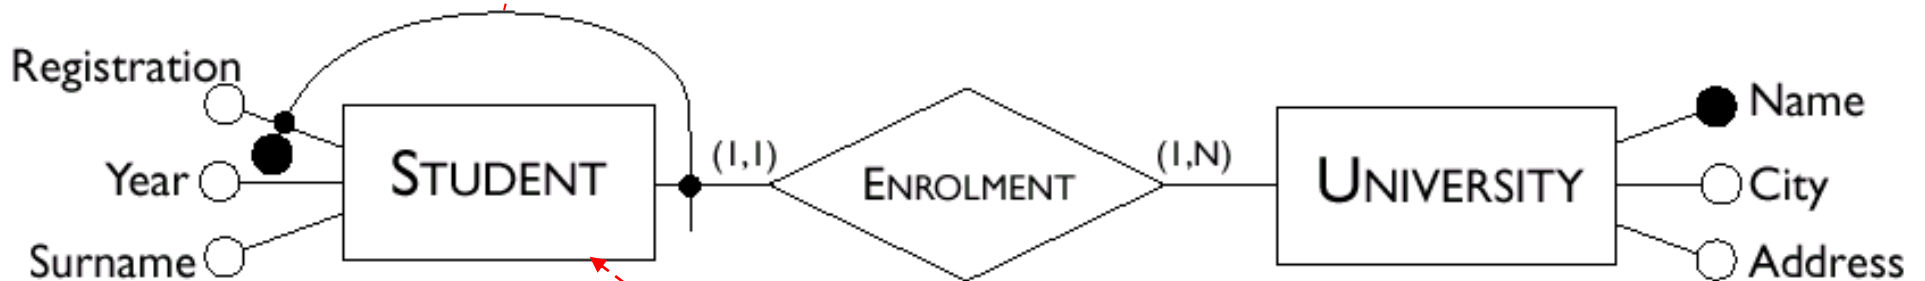 Registration
Year
Surname
STUDENT
(1,1)
ENROLMENT
(1,N)
UNIVERSITY
Name
City
Address